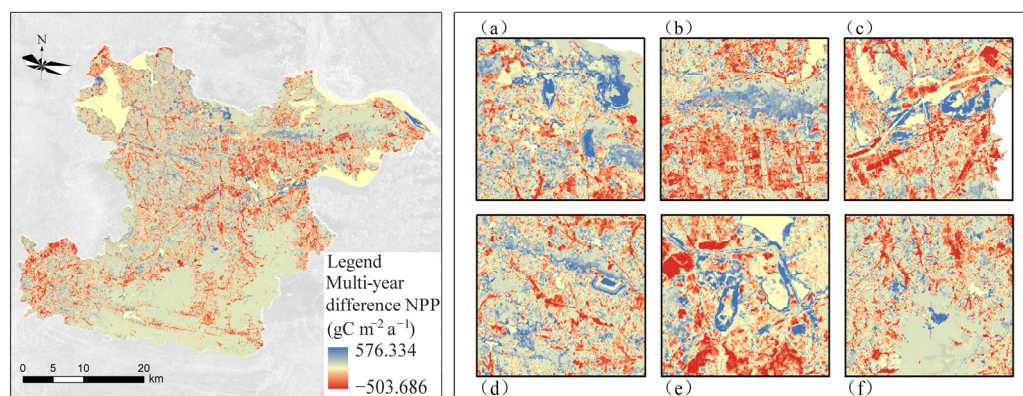 N
Legend
Multi-year
difference NPP
(gC m⁻² a⁻¹)
576.334
−503.686
0 5 10 20
km
(a) (b) (c)
(d) (e) (f)